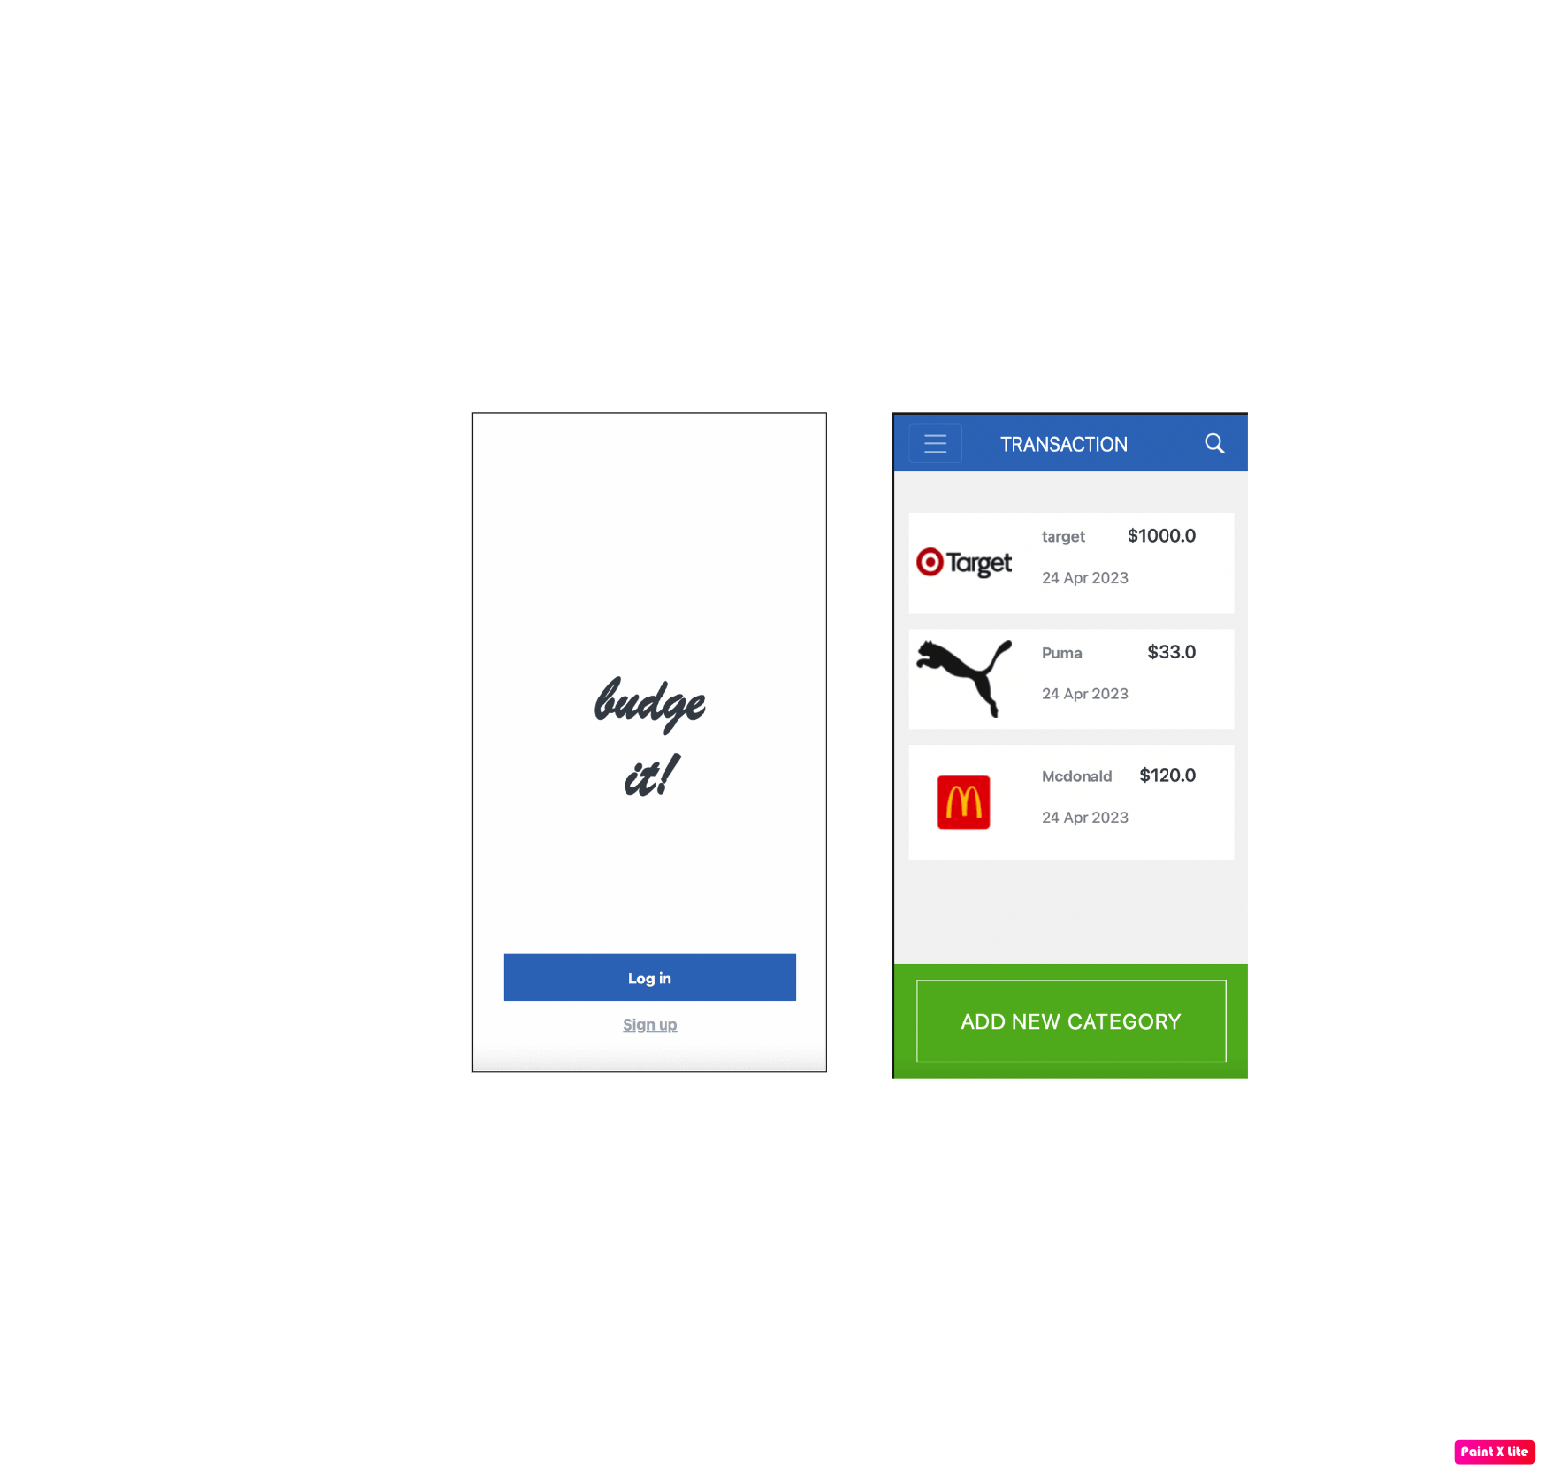 budge
it!
Log in
Sign up
TRANSACTION
Target
target $1000.0
24 Apr 2023
Puma $33.0
24 Apr 2023
Mcdonald $120.0
24 Apr 2023
ADD NEW CATEGORY
Paint X Lite